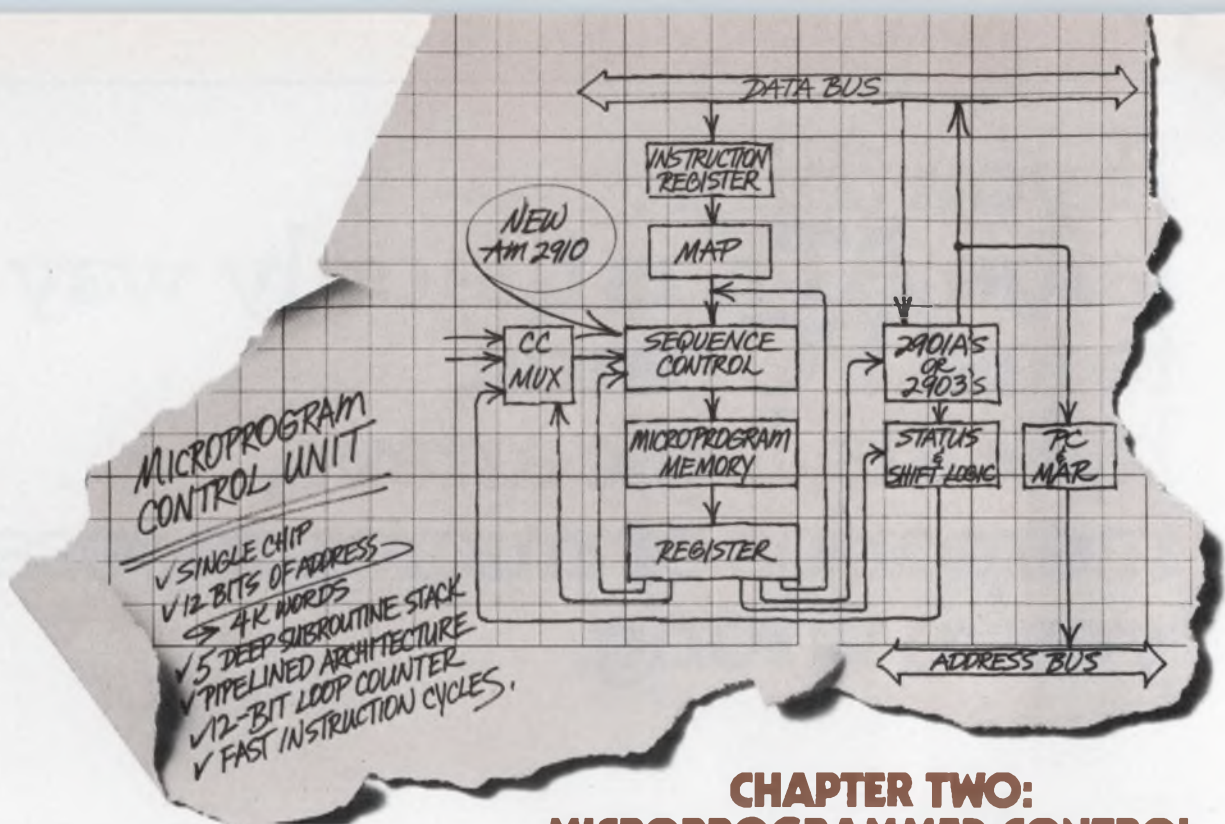 DATA BUS
INSTRUCTION
REGISTER
NEW
Am 2910
MAP
CC
MUX
SEQUENCE
CONTROL
2901A'S
OR
2903'S
MICROPROGRAM
MEMORY
STATUS
&
SHIFT LOGIC
PC
&
MAR
REGISTER
ADDRESS BUS
MICROPROGRAM
CONTROL UNIT
✓ SINGLE CHIP
✓ 12 BITS OF ADDRESS
⇒ 4K WORDS
✓ 5 DEEP SUBROUTINE STACK
✓ PIPELINED ARCHITECTURE
✓ 12-BIT LOOP COUNTER
✓ FAST INSTRUCTION CYCLES.
CHAPTER TWO:
MICROPROGRAMMED CONTROL